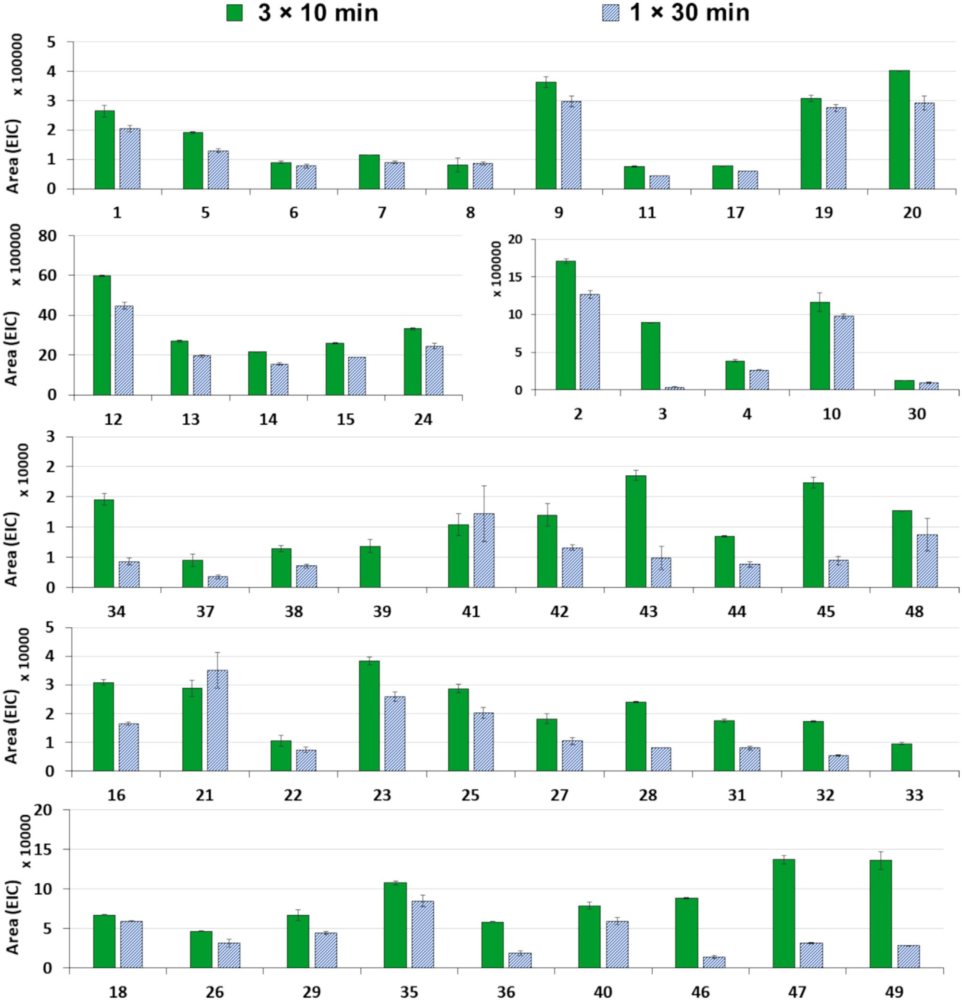 3 × 10 min 1 × 30 min
Area (EIC) x 100000
5
4
3
2
1
0
1 5 6 7 8 9 11 17 19 20
Area (EIC) x 100000
80
60
40
20
0
12 13 14 15 24
x 100000
20
15
10
5
0
2 3 4 10 30
Area (EIC) x 10000
3
2
2
1
1
0
34 37 38 39 41 42 43 44 45 48
Area (EIC) x 10000
5
4
3
2
1
0
16 21 22 23 25 27 28 31 32 33
Area (EIC) x 10000
20
15
10
5
0
18 26 29 35 36 40 46 47 49